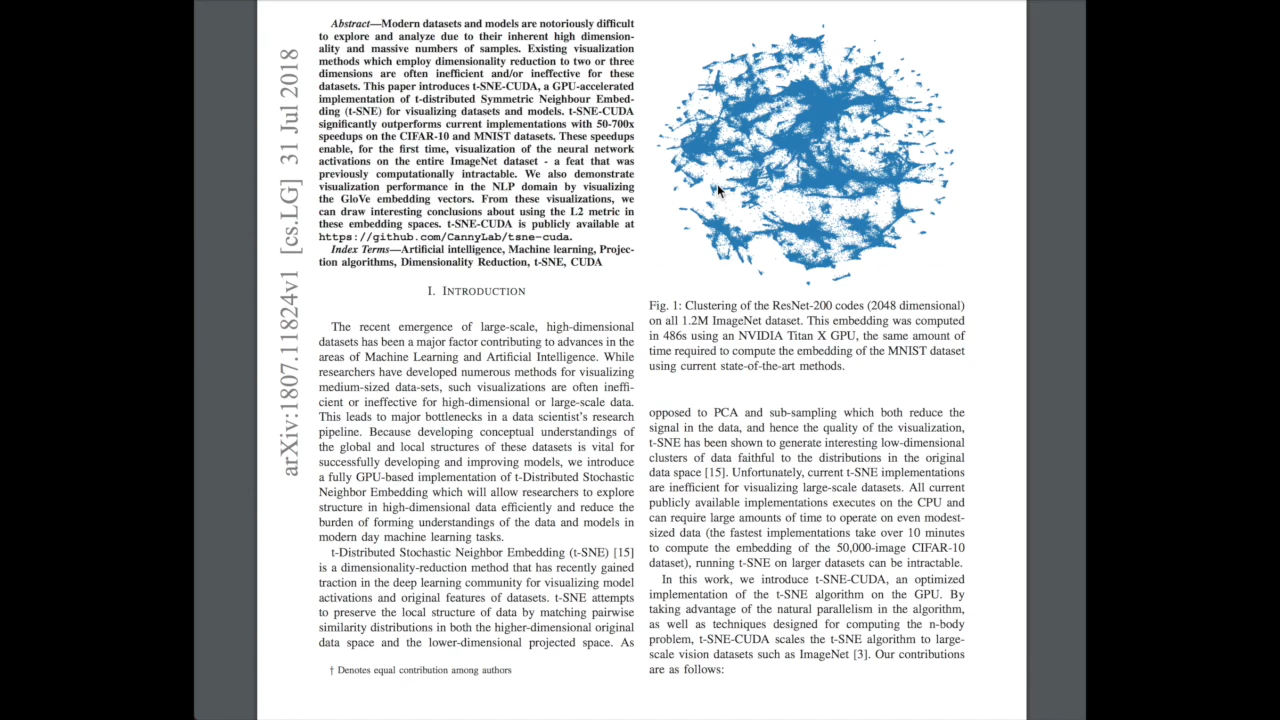 arXiv:1807.11824v1 [cs.LG] 31 Jul 2018
Abstract—Modern datasets and models are notoriously difficult
to explore and analyze due to their inherent high dimension-
ality and massive numbers of samples. Existing visualization
methods which employ dimensionality reduction to two or three
dimensions are often inefficient and/or ineffective for these
datasets. This paper introduces t-SNE-CUDA, a GPU-accelerated
implementation of t-distributed Symmetric Neighbour Embed-
ding (t-SNE) for visualizing datasets and models. t-SNE-CUDA
significantly outperforms current implementations with 50-700x
speedups on the CIFAR-10 and MNIST datasets. These speedups
enable, for the first time, visualization of the neural network
activations on the entire ImageNet dataset - a feat that was
previously computationally intractable. We also demonstrate
visualization performance in the NLP domain by visualizing
the GloVe embedding vectors. From these visualizations, we
can draw interesting conclusions about using the L2 metric in
these embedding spaces. t-SNE-CUDA is publicly available at
https://github.com/CannyLab/tsne-cuda.
Index Terms—Artificial intelligence, Machine learning, Projec-
tion algorithms, Dimensionality Reduction, t-SNE, CUDA
I. INTRODUCTION
The recent emergence of large-scale, high-dimensional
datasets has been a major factor contributing to advances in the
areas of Machine Learning and Artificial Intelligence. While
researchers have developed numerous methods for visualizing
medium-sized data-sets, such visualizations are often ineffi-
cient or ineffective for high-dimensional or large-scale data.
This leads to major bottlenecks in a data scientist's research
pipeline. Because developing conceptual understandings of
the global and local structures of these datasets is vital for
successfully developing and improving models, we introduce
a fully GPU-based implementation of t-Distributed Stochastic
Neighbor Embedding which will allow researchers to explore
structure in high-dimensional data efficiently and reduce the
burden of forming understandings of the data and models in
modern day machine learning tasks.
t-Distributed Stochastic Neighbor Embedding (t-SNE) [15]
is a dimensionality-reduction method that has recently gained
traction in the deep learning community for visualizing model
activations and original features of datasets. t-SNE attempts
to preserve the local structure of data by matching pairwise
similarity distributions in both the higher-dimensional original
data space and the lower-dimensional projected space. As
† Denotes equal contribution among authors
Fig. 1: Clustering of the ResNet-200 codes (2048 dimensional)
on all 1.2M ImageNet dataset. This embedding was computed
in 486s using an NVIDIA Titan X GPU, the same amount of
time required to compute the embedding of the MNIST dataset
using current state-of-the-art methods.
opposed to PCA and sub-sampling which both reduce the
signal in the data, and hence the quality of the visualization,
t-SNE has been shown to generate interesting low-dimensional
clusters of data faithful to the distributions in the original
data space [15]. Unfortunately, current t-SNE implementations
are inefficient for visualizing large-scale datasets. All current
publicly available implementations executes on the CPU and
can require large amounts of time to operate on even modest-
sized data (the fastest implementations take over 10 minutes
to compute the embedding of the 50,000-image CIFAR-10
dataset), running t-SNE on larger datasets can be intractable.
In this work, we introduce t-SNE-CUDA, an optimized
implementation of the t-SNE algorithm on the GPU. By
taking advantage of the natural parallelism in the algorithm,
as well as techniques designed for computing the n-body
problem, t-SNE-CUDA scales the t-SNE algorithm to large-
scale vision datasets such as ImageNet [3]. Our contributions
are as follows: